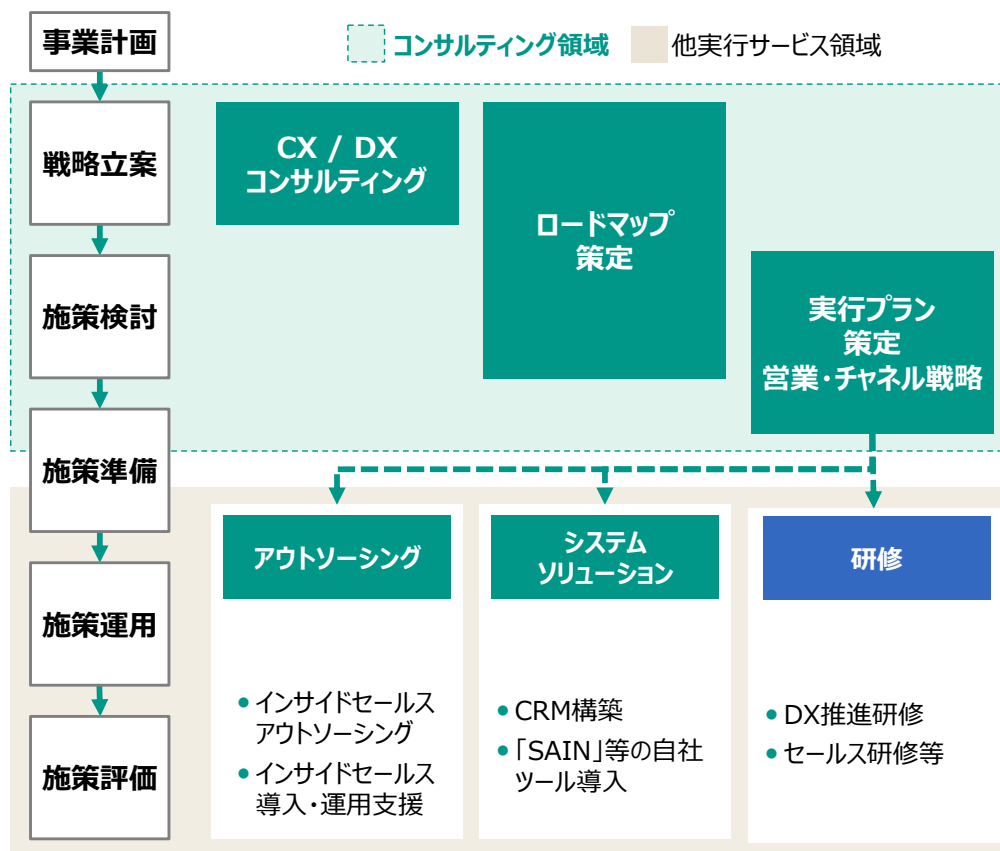 事業計画
コンサルティング領域
他実行サービス領域
戦略立案
CX / DX
コンサルティング
ロードマップ
策定
施策検討
実行プラン
策定
営業・チャネル戦略
施策準備
アウトソーシング
システム
ソリューション
研修
施策運用
• インサイドセールス
アウトソーシング
• インサイドセールス
導入・運用支援
• CRM構築
• 「SAIN」等の自社
ツール導入
• DX推進研修
• セールス研修等
施策評価